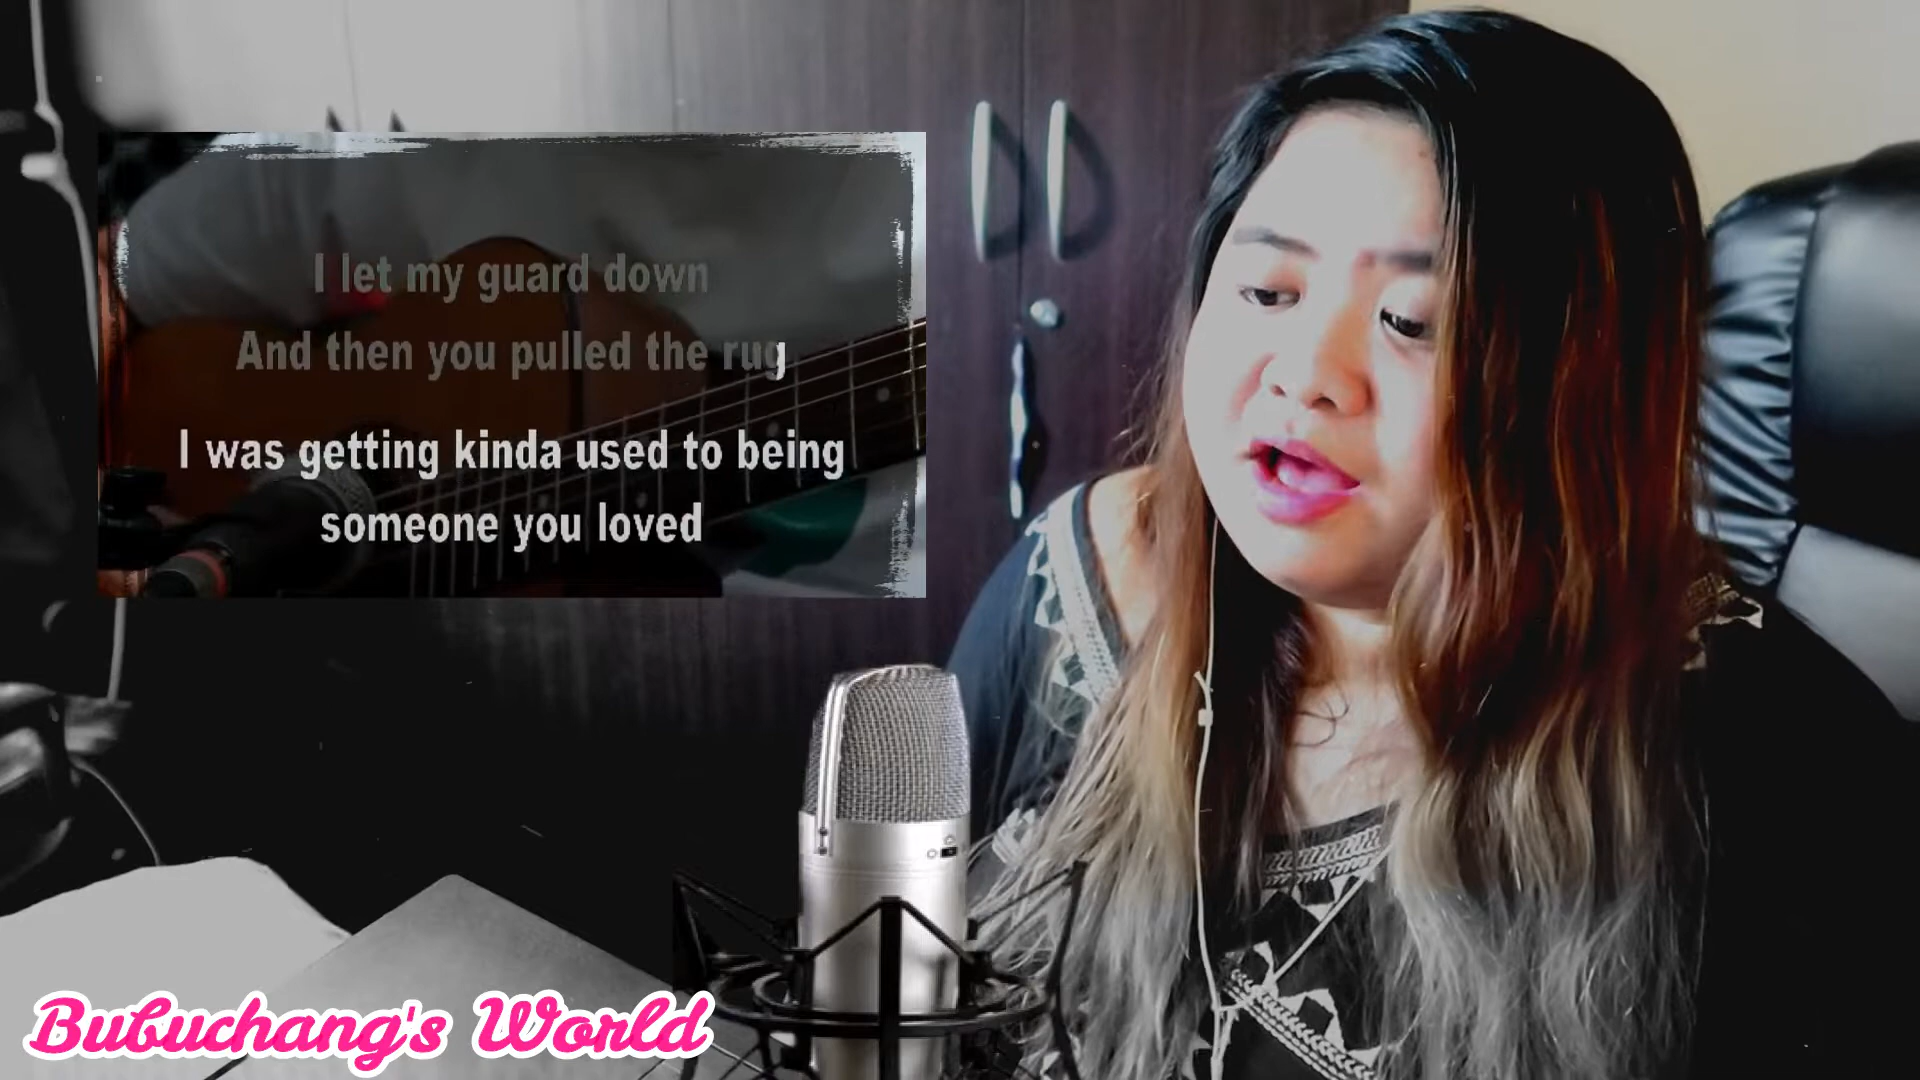 I let my guard down
And then you pulled the rug
I was getting kinda used to being
someone you loved
Bubuchang's World